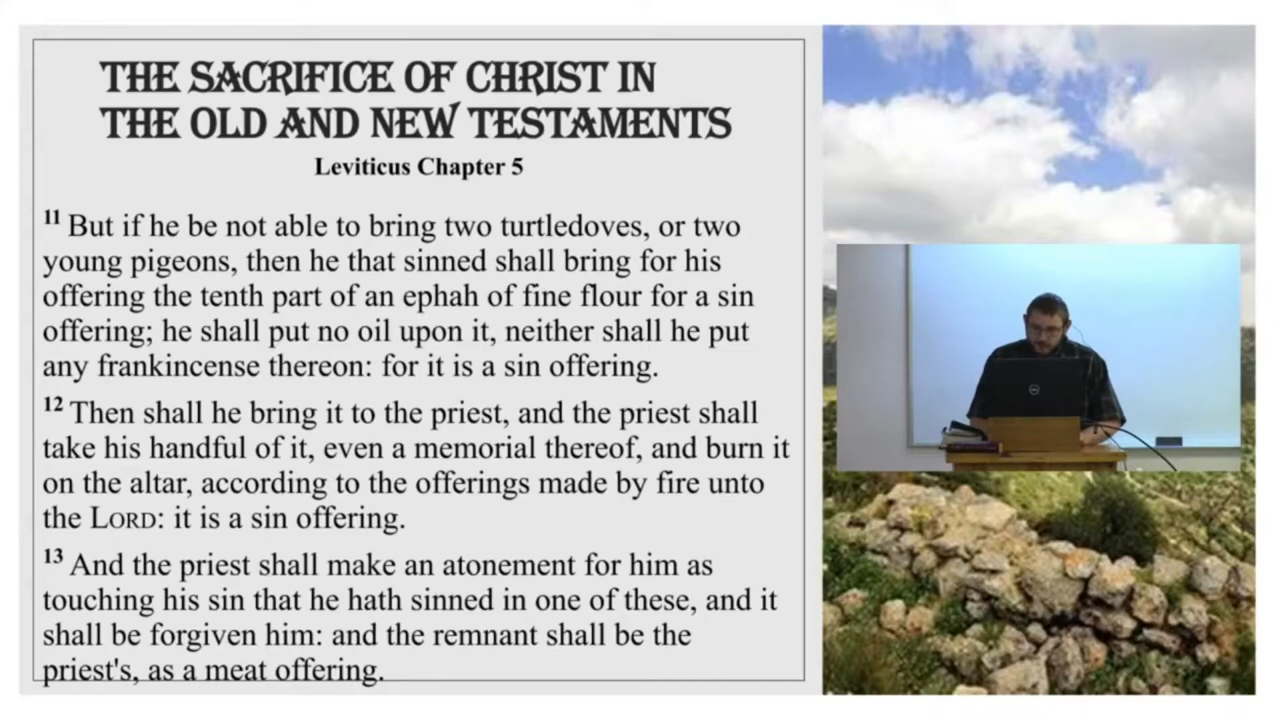 THE SACRIFICE OF CHRIST IN
THE OLD AND NEW TESTAMENTS
Leviticus Chapter 5
11 But if he be not able to bring two turtledoves, or two
young pigeons, then he that sinned shall bring for his
offering the tenth part of an ephah of fine flour for a sin
offering; he shall put no oil upon it, neither shall he put
any frankincense thereon: for it is a sin offering.
12 Then shall he bring it to the priest, and the priest shall
take his handful of it, even a memorial thereof, and burn it
on the altar, according to the offerings made by fire unto
the LORD: it is a sin offering.
13 And the priest shall make an atonement for him as
touching his sin that he hath sinned in one of these, and it
shall be forgiven him: and the remnant shall be the
priest's, as a meat offering.